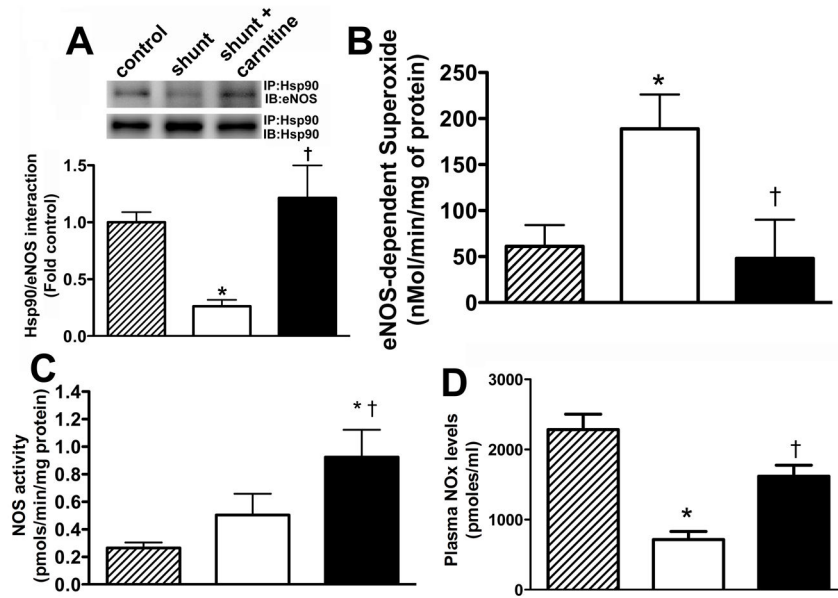 A
control
shunt
shunt +
carnitine
IP:Hsp90
IB:eNOS
IP:Hsp90
IB:Hsp90
Hsp90/eNOS interaction
(Fold control)
1.5
1.0
0.5
0.0
*
†
B
eNOS-dependent Superoxide
(nMol/min/mg of protein)
250
200
150
100
50
0
*
†
C
NOS activity
(pmols/min/mg protein)
1.4
1.2
1.0
0.8
0.6
0.4
0.2
0.0
* †
D
Plasma NOx levels
(pmoles/ml)
3000
2000
1000
0
*
†